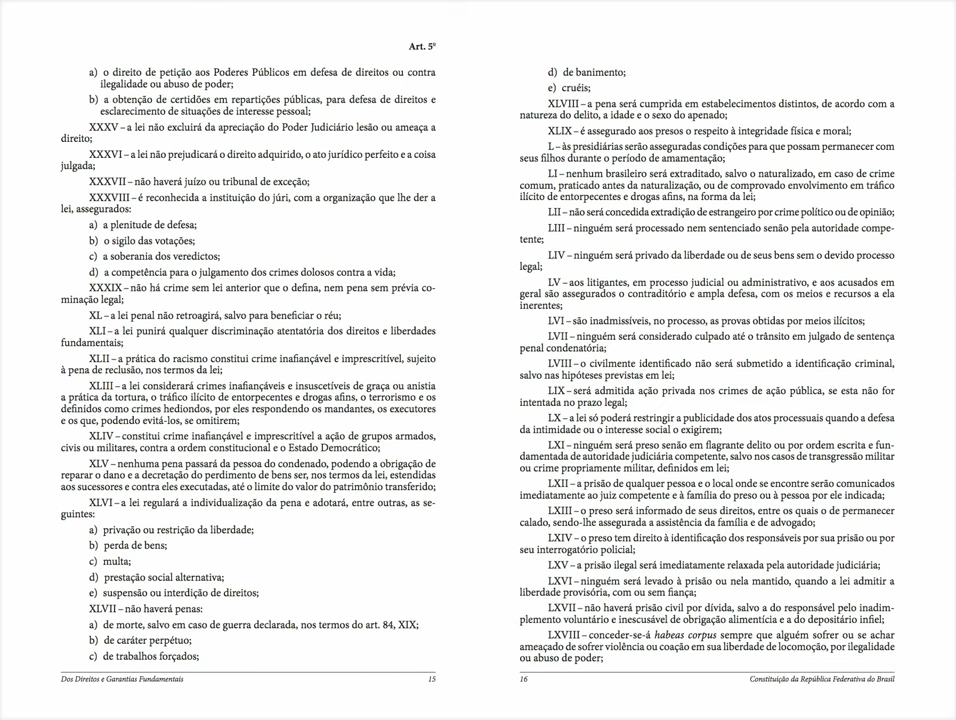 Art. 5º
a) o direito de petição aos Poderes Públicos em defesa de direitos ou contra
ilegalidade ou abuso de poder;
b) a obtenção de certidões em repartições públicas, para defesa de direitos e
esclarecimento de situações de interesse pessoal;
XXXV – a lei não excluirá da apreciação do Poder Judiciário lesão ou ameaça a
direito;
XXXVI – a lei não prejudicará o direito adquirido, o ato jurídico perfeito e a coisa
julgada;
XXXVII – não haverá juízo ou tribunal de exceção;
XXXVIII – é reconhecida a instituição do júri, com a organização que lhe der a
lei, assegurados:
a) a plenitude de defesa;
b) o sigilo das votações;
c) a soberania dos veredictos;
d) a competência para o julgamento dos crimes dolosos contra a vida;
XXXIX – não há crime sem lei anterior que o defina, nem pena sem prévia co-
minação legal;
XL – a lei penal não retroagirá, salvo para beneficiar o réu;
XLI – a lei punirá qualquer discriminação atentatória dos direitos e liberdades
fundamentais;
XLII – a prática do racismo constitui crime inafiançável e imprescritível, sujeito
à pena de reclusão, nos termos da lei;
XLIII – a lei considerará crimes inafiançáveis e insuscetíveis de graça ou anistia
a prática da tortura, o tráfico ilícito de entorpecentes e drogas afins, o terrorismo e os
definidos como crimes hediondos, por eles respondendo os mandantes, os executores
e os que, podendo evitá-los, se omitirem;
XLIV – constitui crime inafiançável e imprescritível a ação de grupos armados,
civis ou militares, contra a ordem constitucional e o Estado Democrático;
XLV – nenhuma pena passará da pessoa do condenado, podendo a obrigação de
reparar o dano e a decretação do perdimento de bens ser, nos termos da lei, estendidas
aos sucessores e contra eles executadas, até o limite do valor do patrimônio transferido;
XLVI – a lei regulará a individualização da pena e adotará, entre outras, as se-
guintes:
a) privação ou restrição da liberdade;
b) perda de bens;
c) multa;
d) prestação social alternativa;
e) suspensão ou interdição de direitos;
XLVII – não haverá penas:
a) de morte, salvo em caso de guerra declarada, nos termos do art. 84, XIX;
b) de caráter perpétuo;
c) de trabalhos forçados;
Dos Direitos e Garantias Fundamentais 15
d) de banimento;
e) cruéis;
XLVIII – a pena será cumprida em estabelecimentos distintos, de acordo com a
natureza do delito, a idade e o sexo do apenado;
XLIX – é assegurado aos presos o respeito à integridade física e moral;
L – às presidiárias serão asseguradas condições para que possam permanecer com
seus filhos durante o período de amamentação;
LI – nenhum brasileiro será extraditado, salvo o naturalizado, em caso de crime
comum, praticado antes da naturalização, ou de comprovado envolvimento em tráfico
ilícito de entorpecentes e drogas afins, na forma da lei;
LII – não será concedida extradição de estrangeiro por crime político ou de opinião;
LIII – ninguém será processado nem sentenciado senão pela autoridade compe-
tente;
LIV – ninguém será privado da liberdade ou de seus bens sem o devido processo
legal;
LV – aos litigantes, em processo judicial ou administrativo, e aos acusados em
geral são assegurados o contraditório e ampla defesa, com os meios e recursos a ela
inerentes;
LVI – são inadmissíveis, no processo, as provas obtidas por meios ilícitos;
LVII – ninguém será considerado culpado até o trânsito em julgado de sentença
penal condenatória;
LVIII – o civilmente identificado não será submetido a identificação criminal,
salvo nas hipóteses previstas em lei;
LIX – será admitida ação privada nos crimes de ação pública, se esta não for
intentada no prazo legal;
LX – a lei só poderá restringir a publicidade dos atos processuais quando a defesa
da intimidade ou o interesse social o exigirem;
LXI – ninguém será preso senão em flagrante delito ou por ordem escrita e fun-
damentada de autoridade judiciária competente, salvo nos casos de transgressão militar
ou crime propriamente militar, definidos em lei;
LXII – a prisão de qualquer pessoa e o local onde se encontre serão comunicados
imediatamente ao juiz competente e à família do preso ou à pessoa por ele indicada;
LXIII – o preso será informado de seus direitos, entre os quais o de permanecer
calado, sendo-lhe assegurada a assistência da família e de advogado;
LXIV – o preso tem direito à identificação dos responsáveis por sua prisão ou por
seu interrogatório policial;
LXV – a prisão ilegal será imediatamente relaxada pela autoridade judiciária;
LXVI – ninguém será levado à prisão ou nela mantido, quando a lei admitir a
liberdade provisória, com ou sem fiança;
LXVII – não haverá prisão civil por dívida, salvo a do responsável pelo inadim-
plemento voluntário e inescusável de obrigação alimentícia e a do depositário infiel;
LXVIII – conceder-se-á habeas corpus sempre que alguém sofrer ou se achar
ameaçado de sofrer violência ou coação em sua liberdade de locomoção, por ilegalidade
ou abuso de poder;
16 Constituição da República Federativa do Brasil